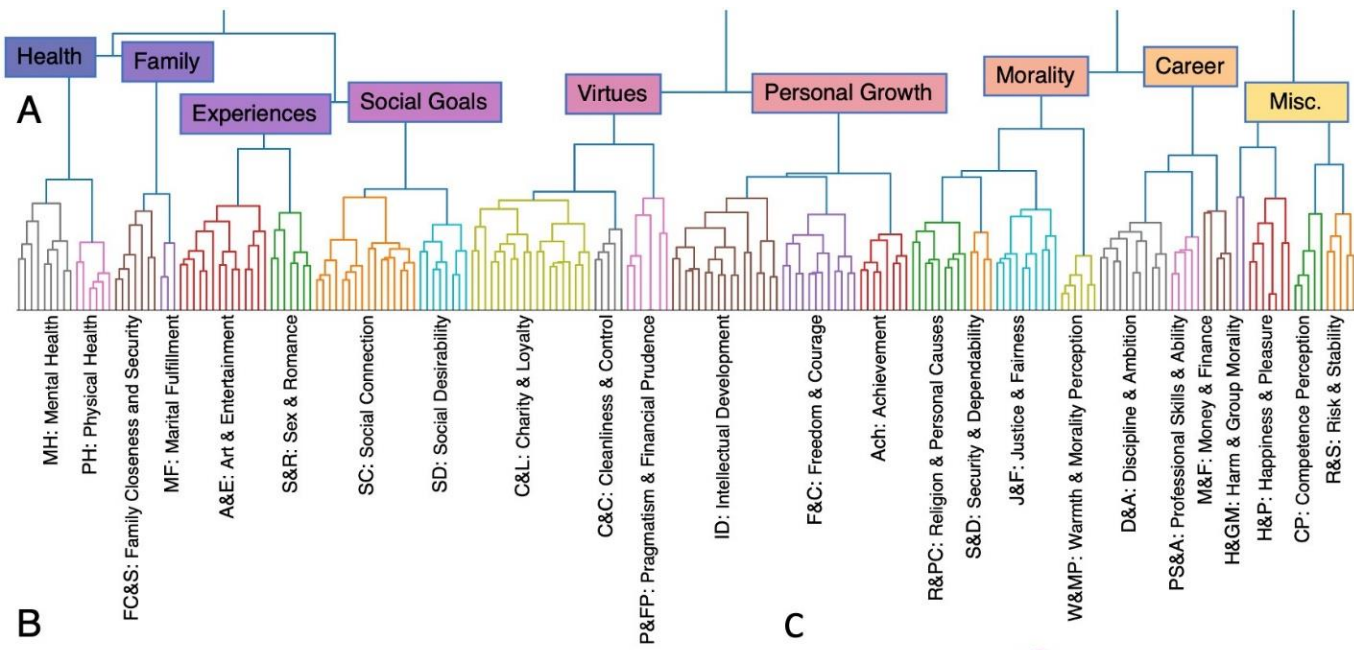 Health
Family
Experiences
Social Goals
Virtues
Personal Growth
Morality
Career
Misc.
A
MH: Mental Health
PH: Physical Health
FC&S: Family Closeness and Security
MF: Marital Fulfillment
A&E: Art & Entertainment
S&R: Sex & Romance
SC: Social Connection
SD: Social Desirability
C&L: Charity & Loyalty
C&C: Cleanliness & Control
P&FP: Pragmatism & Financial Prudence
ID: Intellectual Development
F&C: Freedom & Courage
Ach: Achievement
R&PC: Religion & Personal Causes
S&D: Security & Dependability
J&F: Justice & Fairness
W&MP: Warmth & Morality Perception
D&A: Discipline & Ambition
PS&A: Professional Skills & Ability
M&F: Money & Finance
H&GM: Harm & Group Morality
H&P: Happiness & Pleasure
CP: Competence Perception
R&S: Risk & Stability
B
C